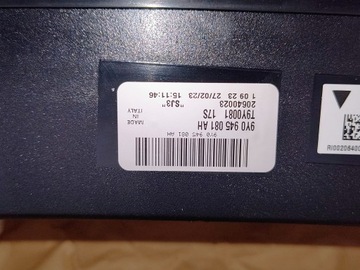 1 09 23 27/02/23 15:11:46
20640023 "SJ3"
T9Y0081 17S
9Y0 945 081 AH
MADE
IN
ITALY
9Y0 945 081 AH